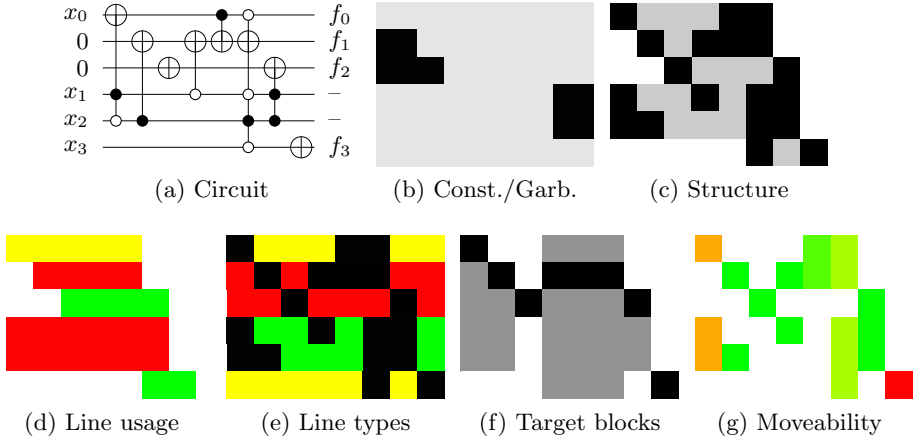 x₀ f₀
0 f₁
0 f₂
x₁ –
x₂ –
x₃ f₃
(a) Circuit (b) Const./Garb. (c) Structure
(d) Line usage (e) Line types (f) Target blocks (g) Moveability